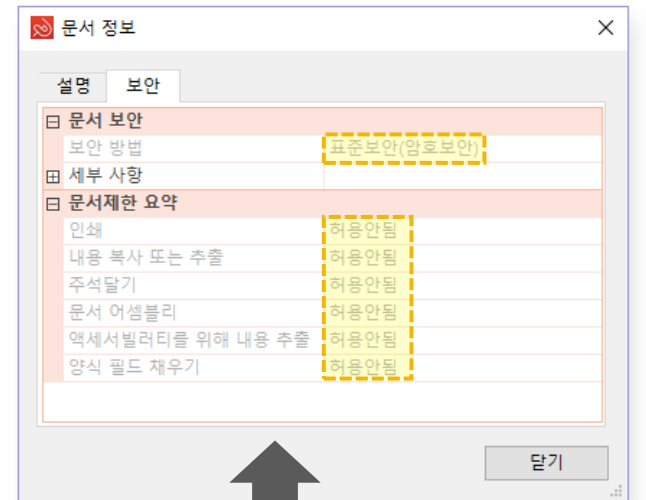 문서 정보
설명 보안
문서 보안
보안 방법 표준보안(암호보안)
세부 사항
문서제한 요약
인쇄 허용안됨
내용 복사 또는 추출 허용안됨
주석달기 허용안됨
문서 어셈블리 허용안됨
액세서빌러티를 위해 내용 추출 허용안됨
양식 필드 채우기 허용안됨
닫기